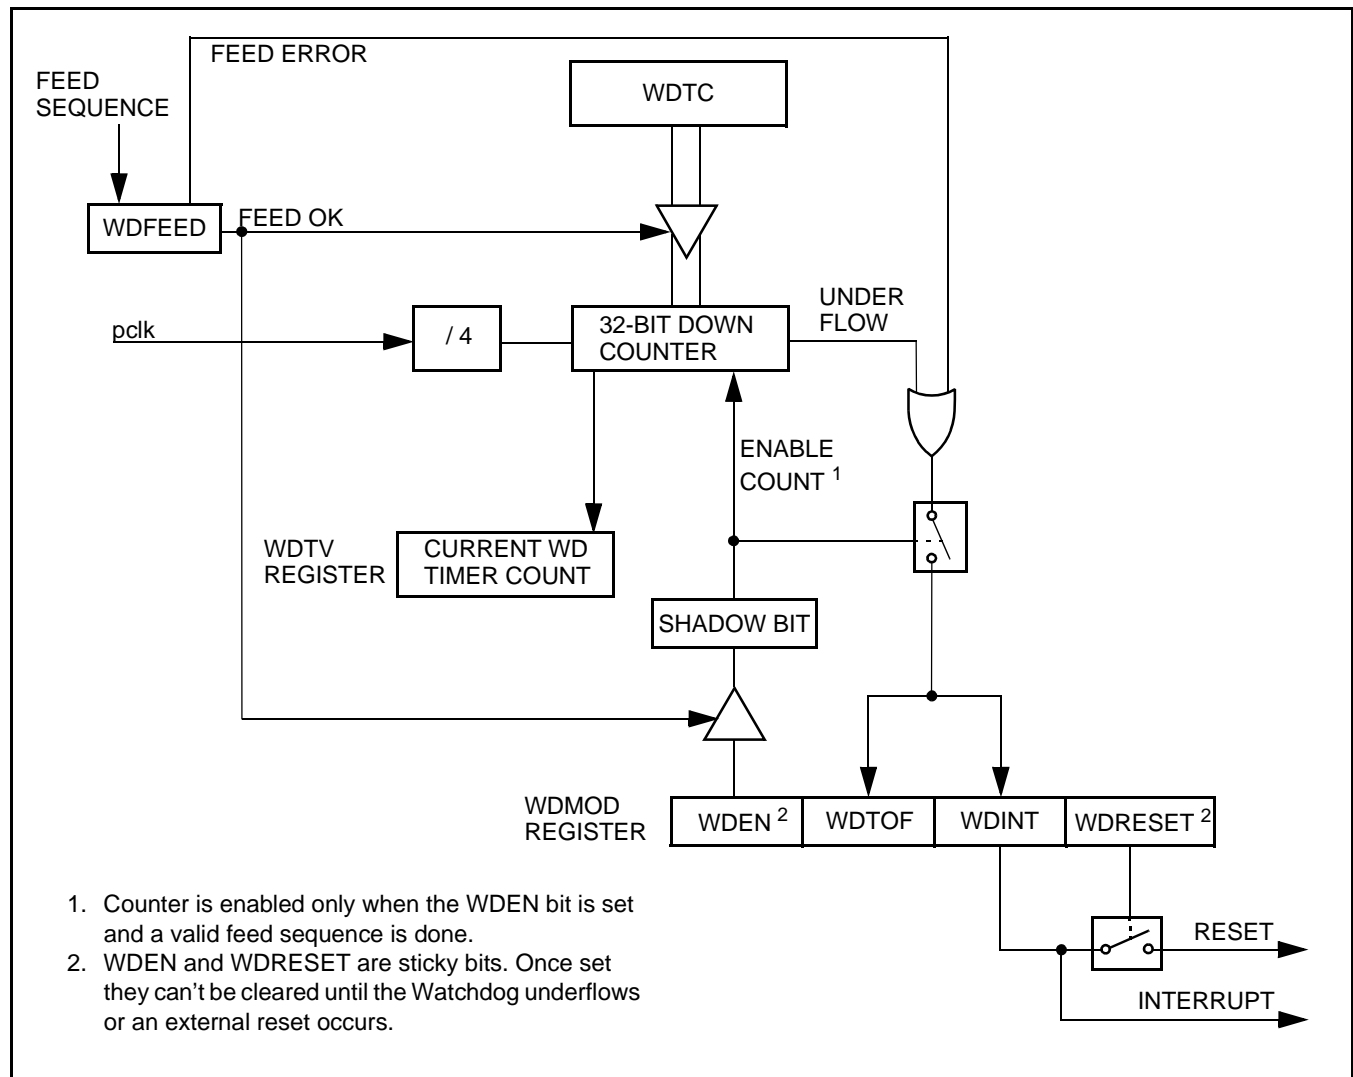 FEED ERROR
FEED
SEQUENCE
WDTC
WDFEED
FEED OK
UNDER
FLOW
pclk
/ 4
32-BIT DOWN
COUNTER
ENABLE
COUNT 1
WDTV
REGISTER
CURRENT WD
TIMER COUNT
SHADOW BIT
WDMOD
REGISTER
WDEN 2
WDTOF
WDINT
WDRESET 2
RESET
INTERRUPT
1. Counter is enabled only when the WDEN bit is set
and a valid feed sequence is done.
2. WDEN and WDRESET are sticky bits. Once set
they can't be cleared until the Watchdog underflows
or an external reset occurs.